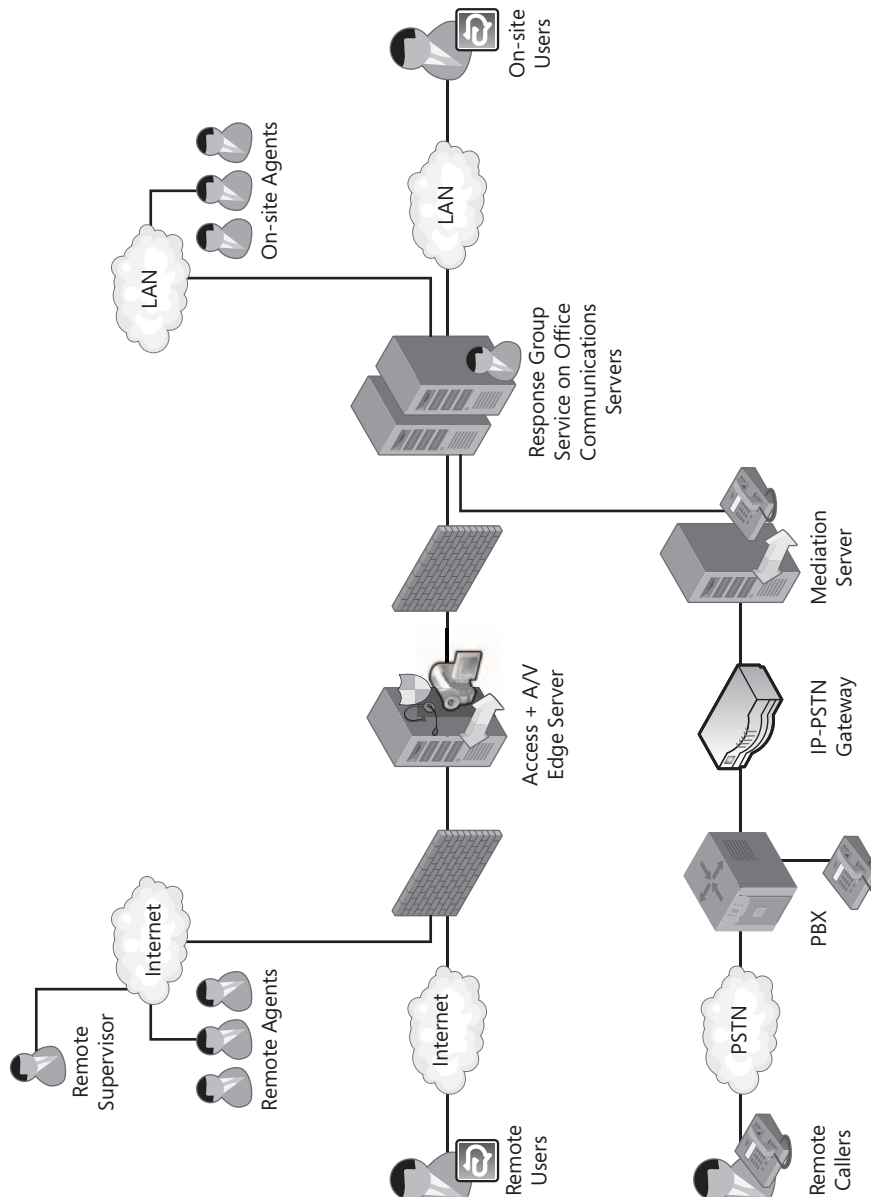 Remote
Supervisor
Internet
Remote Agents
LAN
On-site Agents
Remote
Users
Internet
Access + A/V
Edge Server
Response Group
Service on Office
Communications
Servers
LAN
On-site
Users
Remote
Callers
PSTN
PBX
IP-PSTN
Gateway
Mediation
Server